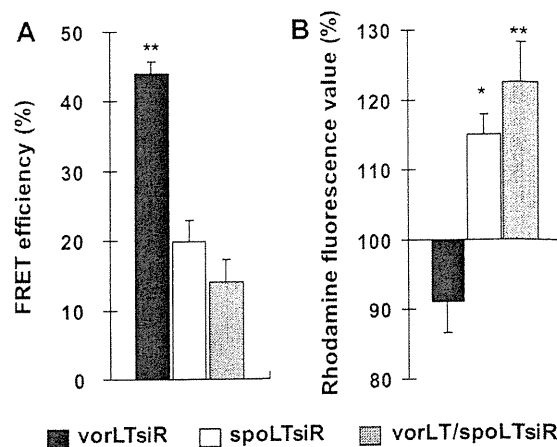 A
FRET efficiency (%)
50
40
30
20
10
0
**
B
Rhodamine fluorescence value (%)
130
120
110
100
90
80
*
**
vorLTsiR
spoLTsiR
vorLT/spoLTsiR